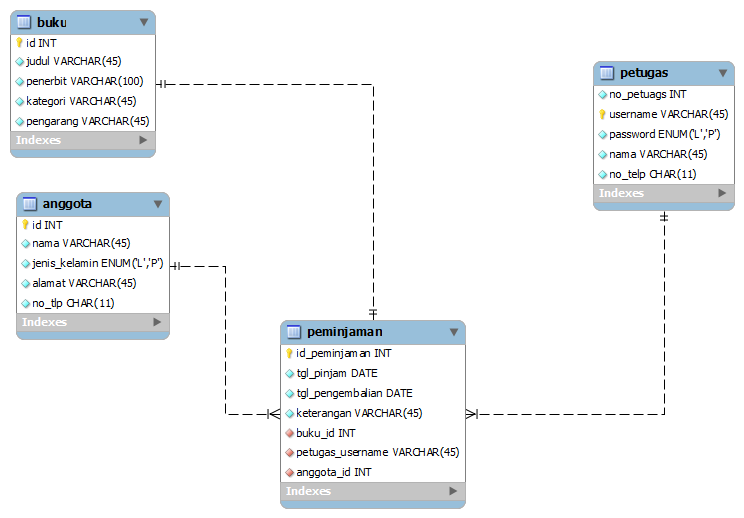 buku
id INT
judul VARCHAR(45)
penerbit VARCHAR(100)
kategori VARCHAR(45)
pengarang VARCHAR(45)
Indexes
anggota
id INT
nama VARCHAR(45)
jenis_kelamin ENUM('L','P')
alamat VARCHAR(45)
no_tlp CHAR(11)
Indexes
petugas
no_petuags INT
username VARCHAR(45)
password ENUM('L','P')
nama VARCHAR(45)
no_telp CHAR(11)
Indexes
peminjaman
id_peminjaman INT
tgl_pinjam DATE
tgl_pengembalian DATE
keterangan VARCHAR(45)
buku_id INT
petugas_username VARCHAR(45)
anggota_id INT
Indexes